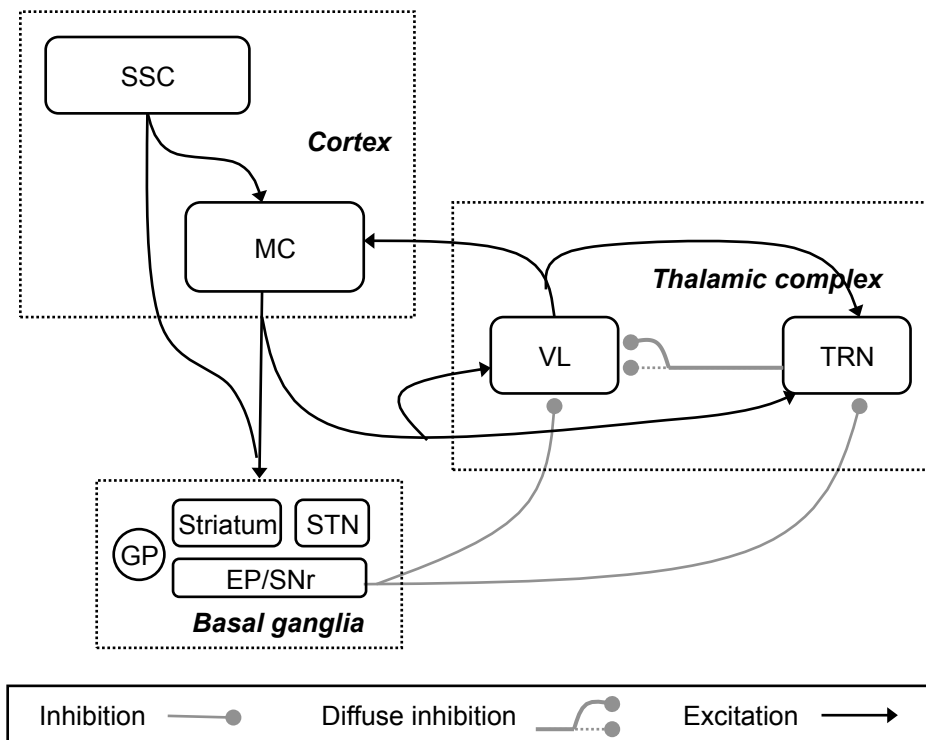 SSC
Cortex
MC
Thalamic complex
VL
TRN
Striatum
STN
GP
EP/SNr
Basal ganglia
Inhibition
Diffuse inhibition
Excitation